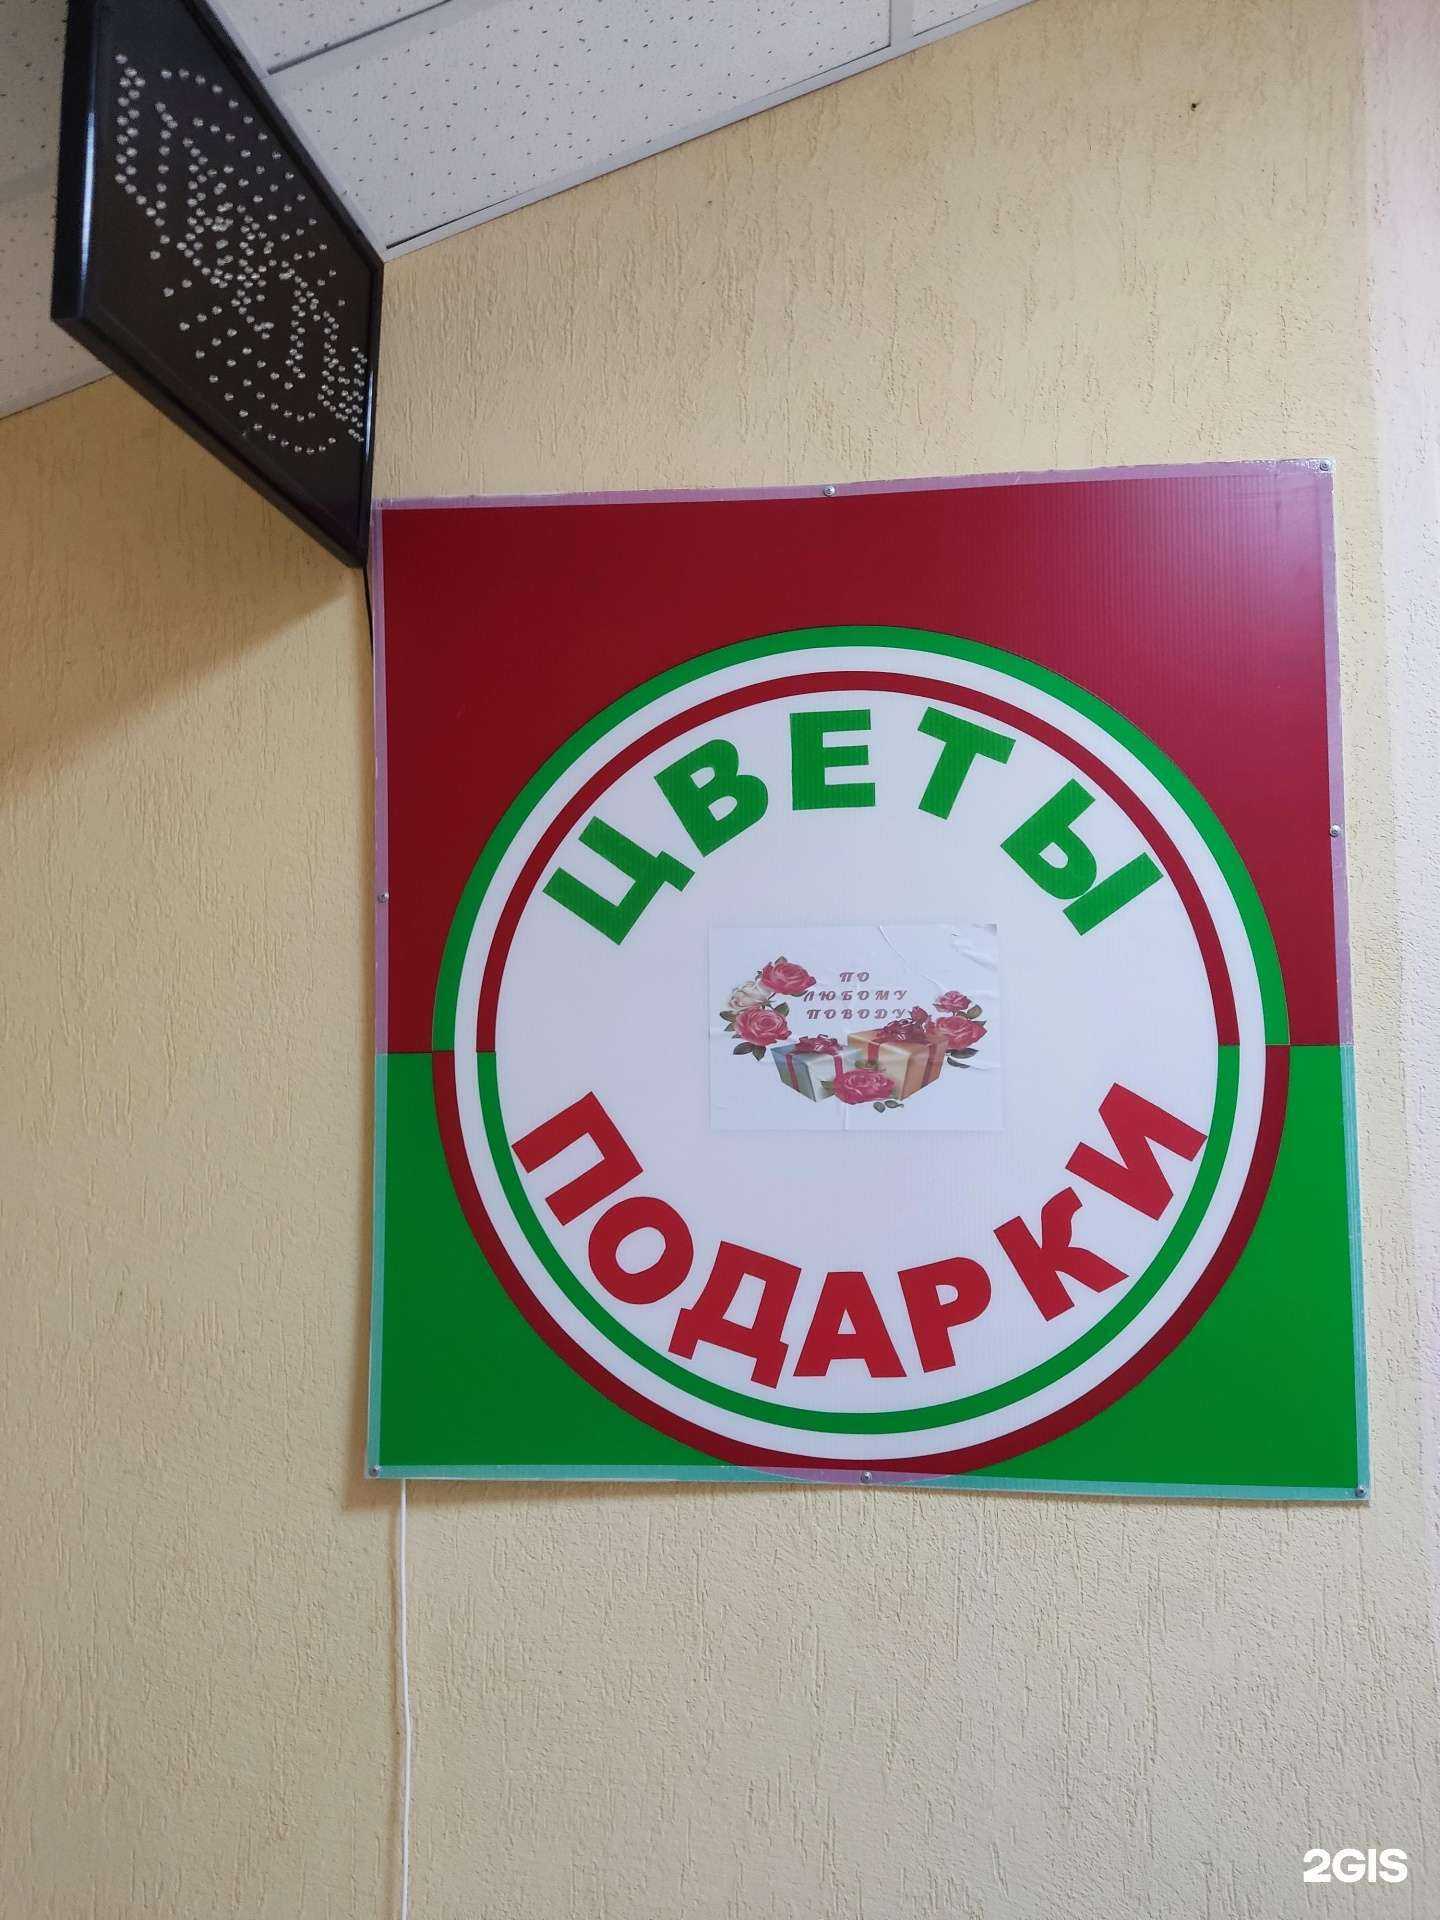 ЦВЕТЫ
ПО
ЛЮБОМУ
ПОВОДУ
ПОДАРКИ
2GIS